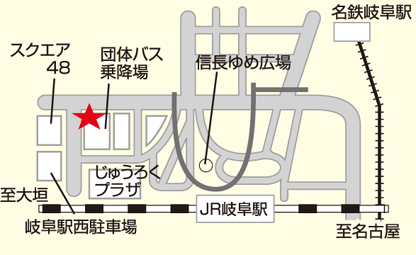 名鉄岐阜駅
スクエア
48
団体バス
乗降場
信長ゆめ広場
じゅうろく
プラザ
至大垣
JR岐阜駅
岐阜駅西駐車場
至名古屋